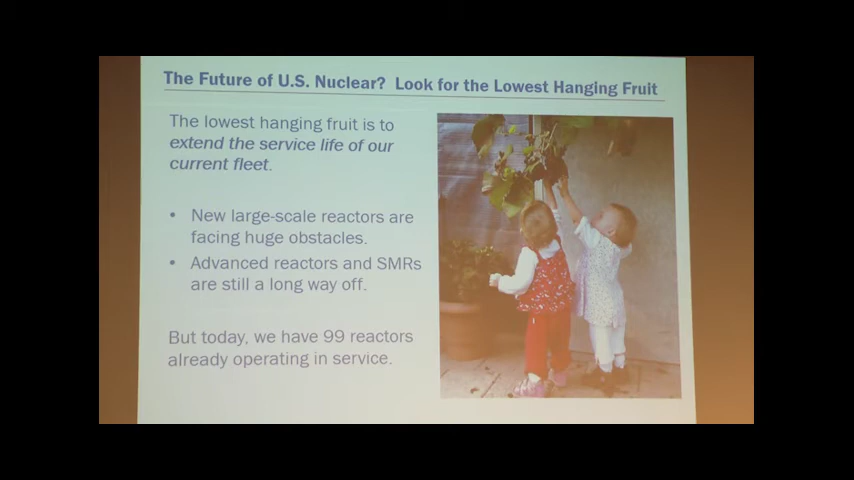 The Future of U.S. Nuclear? Look for the Lowest Hanging Fruit
The lowest hanging fruit is to
extend the service life of our
current fleet.
• New large-scale reactors are
facing huge obstacles.
• Advanced reactors and SMRs
are still a long way off.
But today, we have 99 reactors
already operating in service.